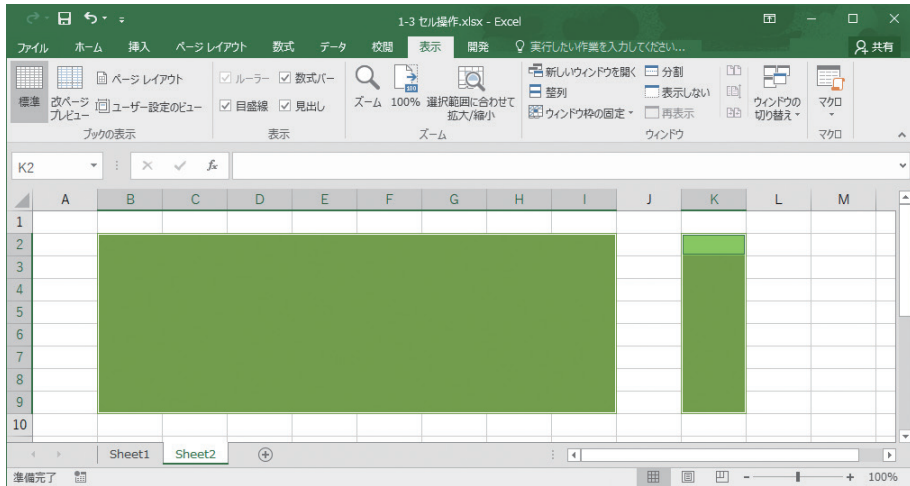 1-3 セル操作.xlsx - Excel
ファイル ホーム 挿入 ページ レイアウト 数式 データ 校閲 表示 開発 実行したい作業を入力してください... 共有
標準
改ページ
プレビュー
ページ レイアウト
ユーザー設定のビュー
ブックの表示
ルーラー 数式バー
目盛線 見出し
表示
ズーム
100%
選択範囲に合わせて
拡大/縮小
ズーム
新しいウィンドウを開く
整列
ウィンドウ枠の固定
分割
表示しない
再表示
ウィンドウの
切り替え
ウィンドウ
マクロ
マクロ
K2
fx
A B C D E F G H I J K L M
1
2
3
4
5
6
7
8
9
10
Sheet1 Sheet2
準備完了
100%